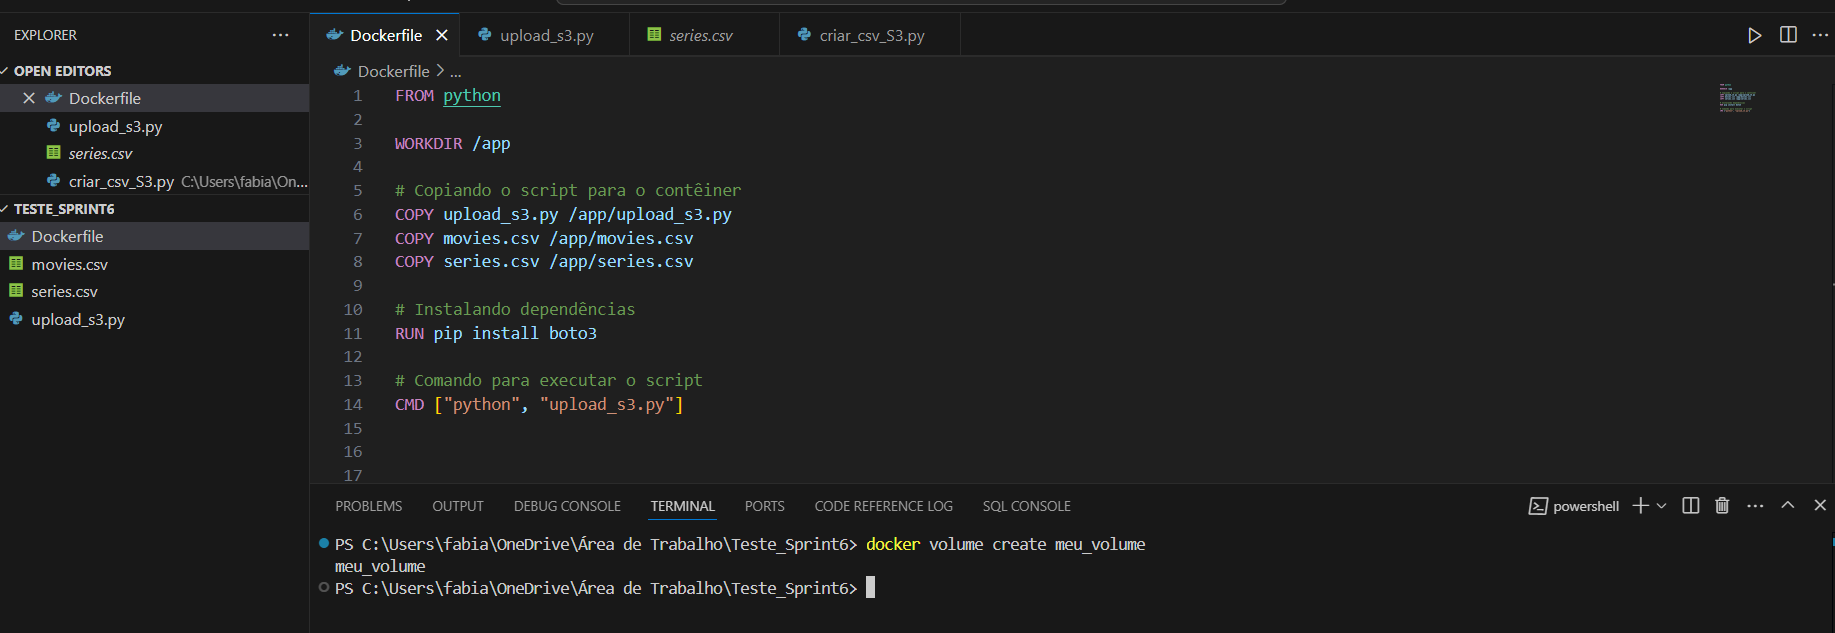 EXPLORER ...
OPEN EDITORS
Dockerfile
upload_s3.py
series.csv
criar_csv_S3.py C:\Users\fabia\On...
TESTE_SPRINT6
Dockerfile
movies.csv
series.csv
upload_s3.py
Dockerfile upload_s3.py series.csv criar_csv_S3.py
Dockerfile > ...
1 FROM python
2
3 WORKDIR /app
4
5 # Copiando o script para o contêiner
6 COPY upload_s3.py /app/upload_s3.py
7 COPY movies.csv /app/movies.csv
8 COPY series.csv /app/series.csv
9
10 # Instalando dependências
11 RUN pip install boto3
12
13 # Comando para executar o script
14 CMD ["python", "upload_s3.py"]
15
16
17
PROBLEMS OUTPUT DEBUG CONSOLE TERMINAL PORTS CODE REFERENCE LOG SQL CONSOLE powershell
PS C:\Users\fabia\OneDrive\Área de Trabalho\Teste_Sprint6> docker volume create meu_volume
meu_volume
PS C:\Users\fabia\OneDrive\Área de Trabalho\Teste_Sprint6>